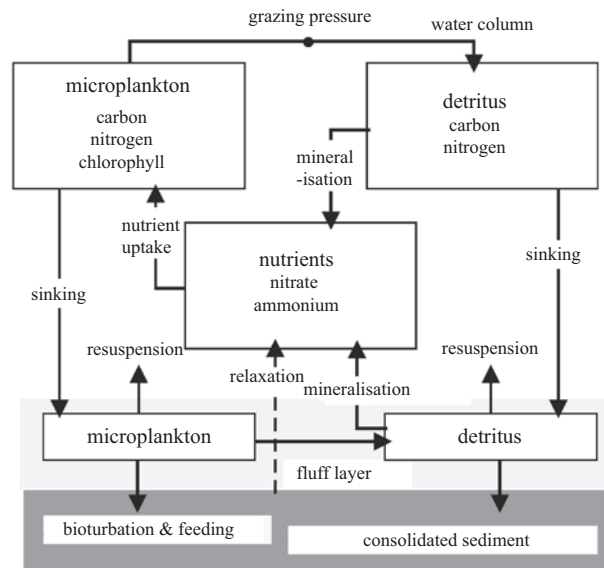 grazing pressure
water column
microplankton
carbon
nitrogen
chlorophyll
detritus
carbon
nitrogen
mineral
-isation
nutrient
uptake
nutrients
nitrate
ammonium
sinking
sinking
resuspension
relaxation
mineralisation
resuspension
microplankton
detritus
fluff layer
bioturbation & feeding
consolidated sediment